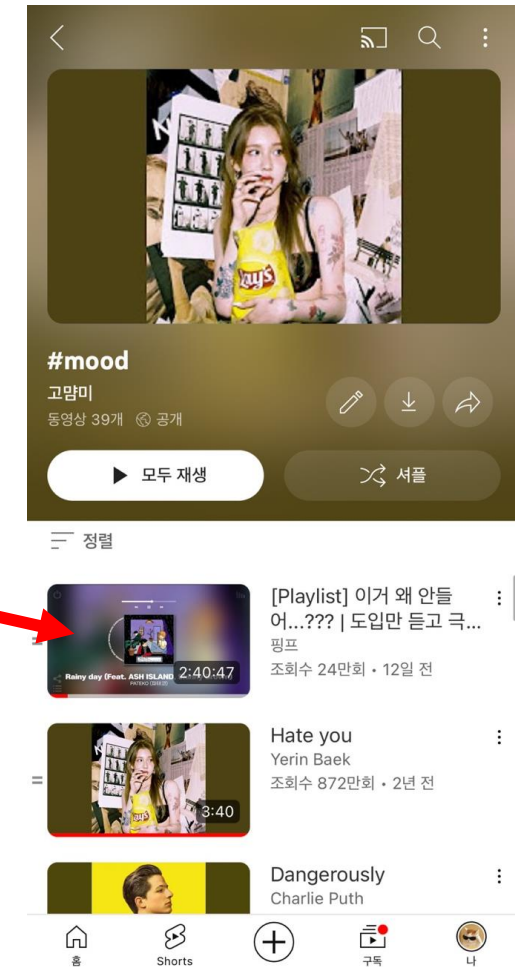 Lay's
#mood
고먐미
동영상 39개 공개
모두 재생
셔플
정렬
[Playlist] 이거 왜 안들
어...??? | 도입만 듣고 극...
핑프
조회수 24만회 • 12일 전
Rainy day (Feat. ASH ISLAND
2:40:47
Hate you
Yerin Baek
조회수 872만회 • 2년 전
3:40
Dangerously
Charlie Puth
홈
Shorts
구독
나